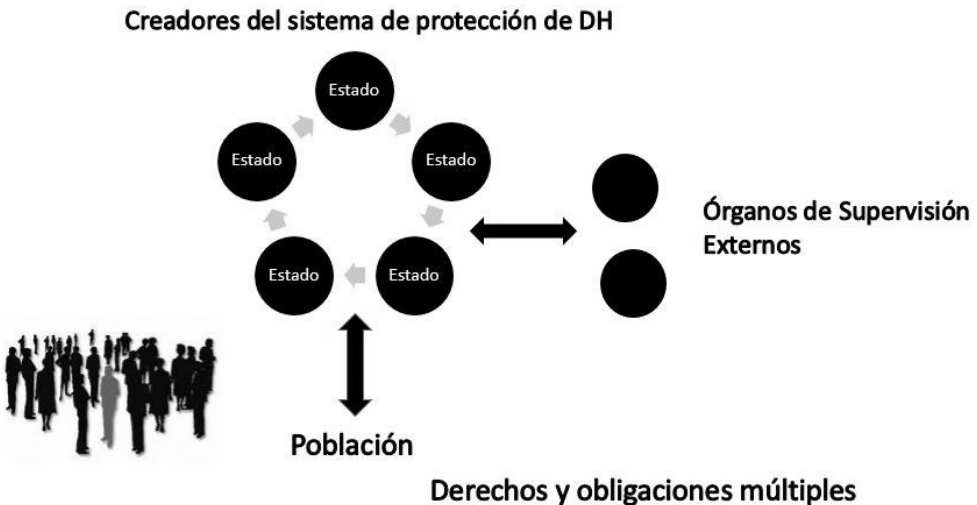 Creadores del sistema de protección de DH
Estado
Estado
Estado
Estado
Estado
Órganos de Supervisión
Externos
Población
Derechos y obligaciones múltiples